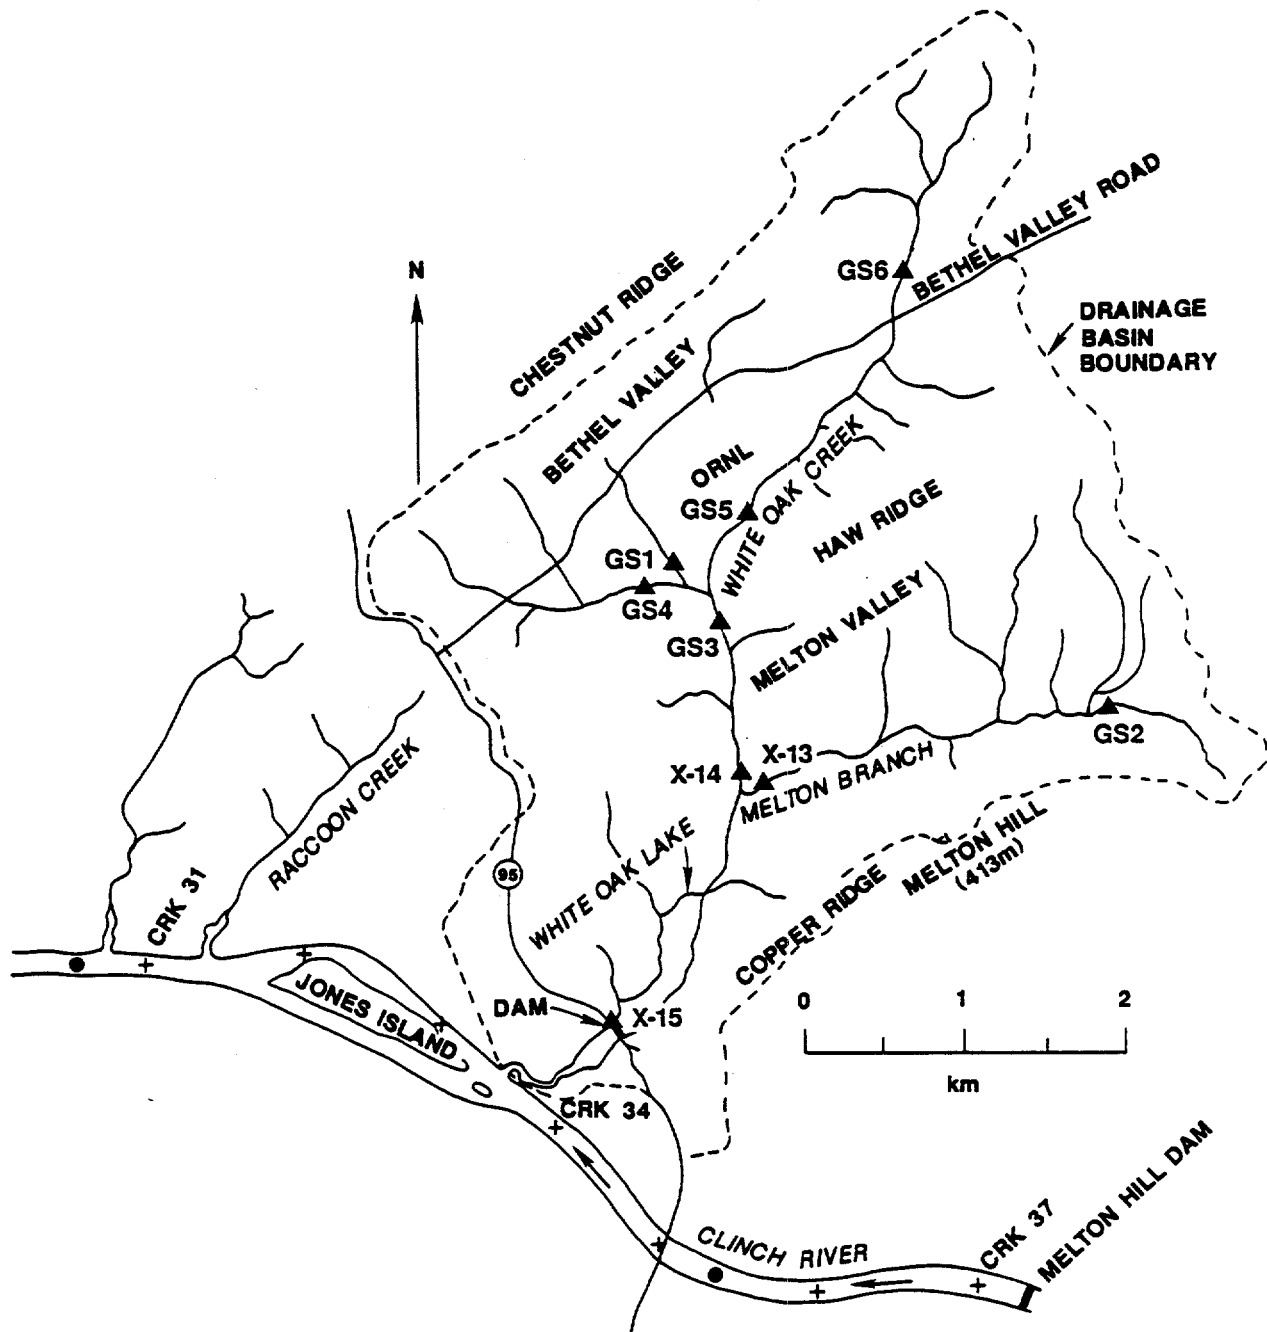 N
CHESTNUT RIDGE
BETHEL VALLEY
BETHEL VALLEY ROAD
GS6
DRAINAGE
BASIN
BOUNDARY
ORNL
WHITE OAK CREEK
GS5
HAW RIDGE
GS1
GS4
GS3
MELTON VALLEY
GS2
X-13
X-14
MELTON BRANCH
RACCOON CREEK
95
WHITE OAK LAKE
MELTON HILL
(413m)
COPPER RIDGE
CRK 31
JONES ISLAND
DAM
X-15
0 1 2
km
CRK 34
CLINCH RIVER
CRK 37
MELTON HILL DAM